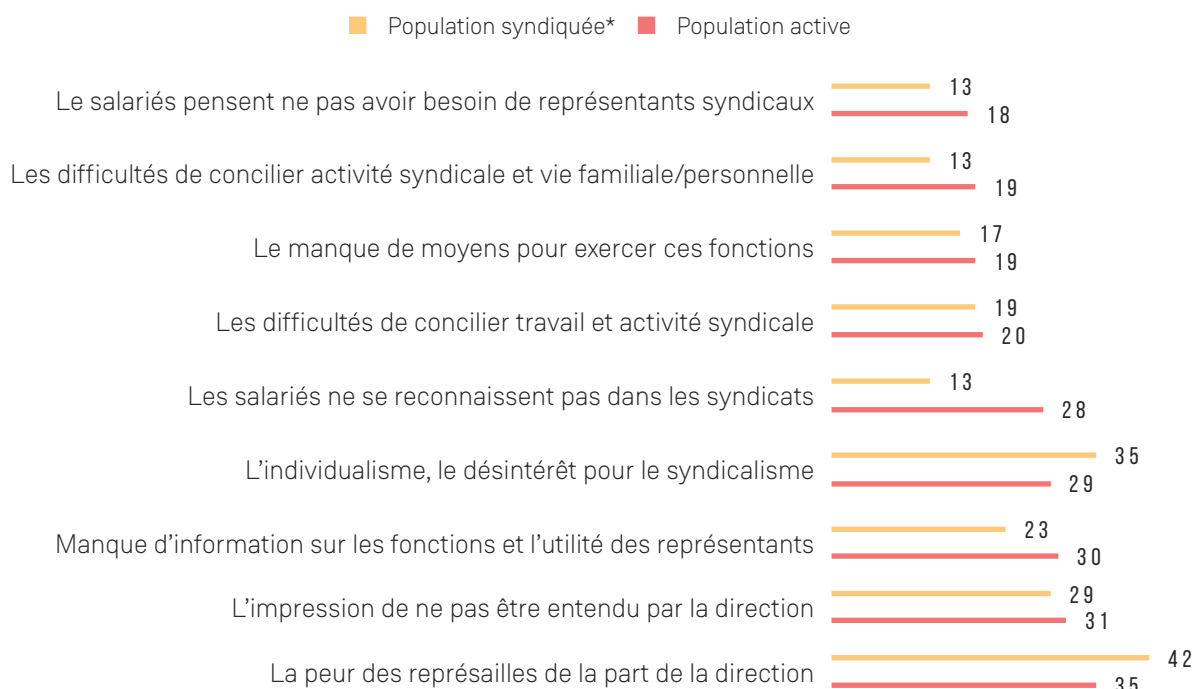 Population syndiquée* Population active
Le salariés pensent ne pas avoir besoin de représentants syndicaux 13
18
Les difficultés de concilier activité syndicale et vie familiale/personnelle 13
19
Le manque de moyens pour exercer ces fonctions 17
19
Les difficultés de concilier travail et activité syndicale 19
20
Les salariés ne se reconnaissent pas dans les syndicats 13
28
L'individualisme, le désintérêt pour le syndicalisme 35
29
Manque d'information sur les fonctions et l'utilité des représentants 23
30
L'impression de ne pas être entendu par la direction 29
31
La peur des représailles de la part de la direction 42
35